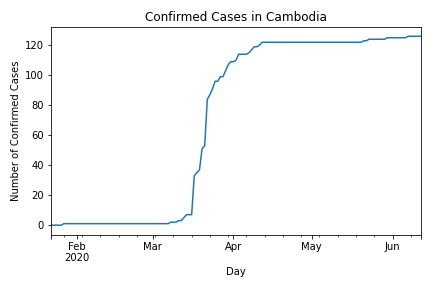 Confirmed Cases in Cambodia
Number of Confirmed Cases
120
100
80
60
40
20
0
Feb
2020
Mar
Apr
May
Jun
Day